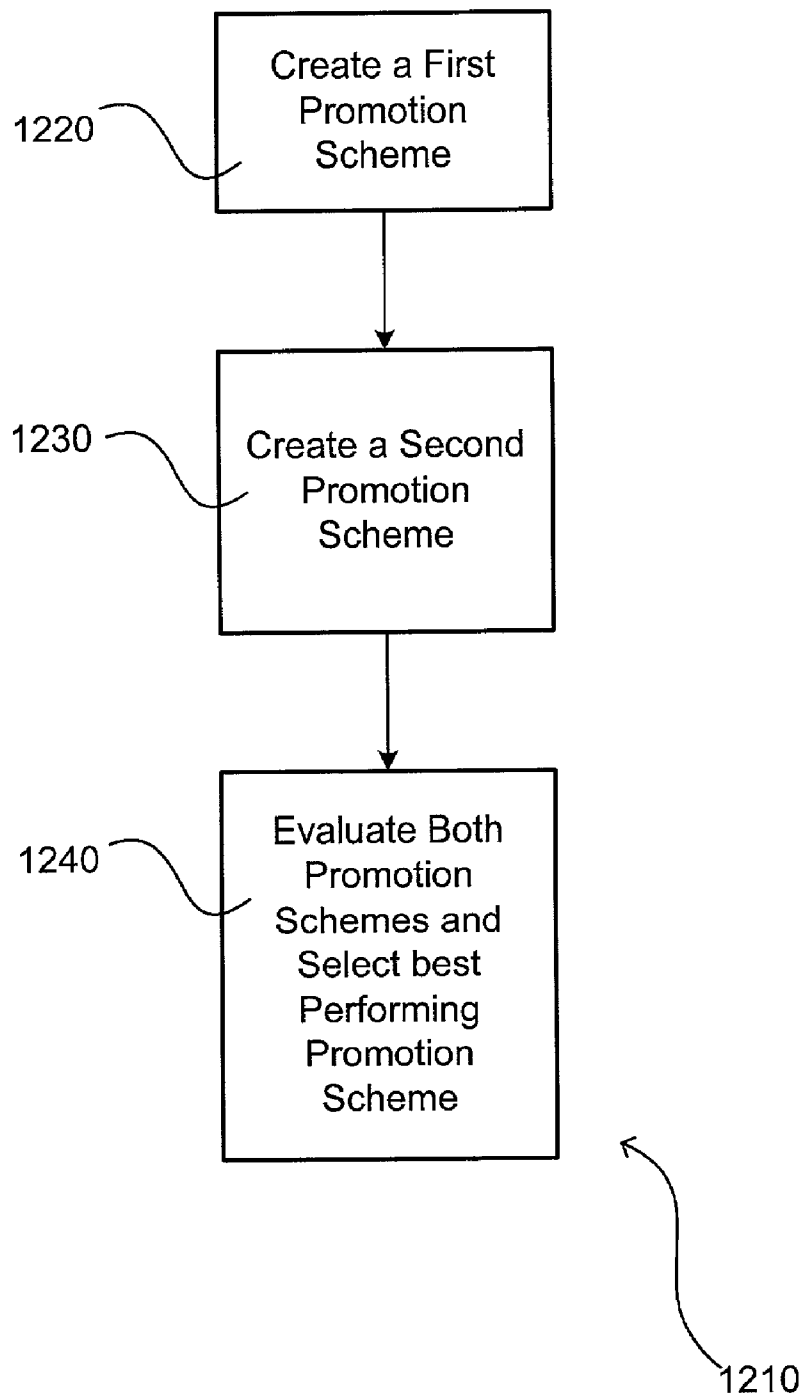 Create a First
Promotion
Scheme
1220
Create a Second
Promotion
Scheme
1230
Evaluate Both
Promotion
Schemes and
Select best
Performing
Promotion
Scheme
1240
1210